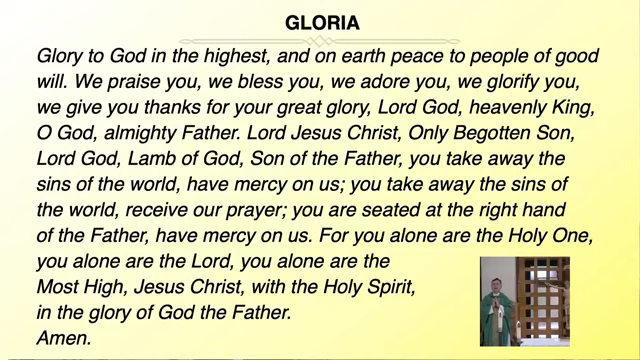 GLORIA
Glory to God in the highest, and on earth peace to people of good
will. We praise you, we bless you, we adore you, we glorify you,
we give you thanks for your great glory, Lord God, heavenly King,
O God, almighty Father. Lord Jesus Christ, Only Begotten Son,
Lord God, Lamb of God, Son of the Father, you take away the
sins of the world, have mercy on us; you take away the sins of
the world, receive our prayer; you are seated at the right hand
of the Father, have mercy on us. For you alone are the Holy One,
you alone are the Lord, you alone are the
Most High, Jesus Christ, with the Holy Spirit,
in the glory of God the Father.
Amen.